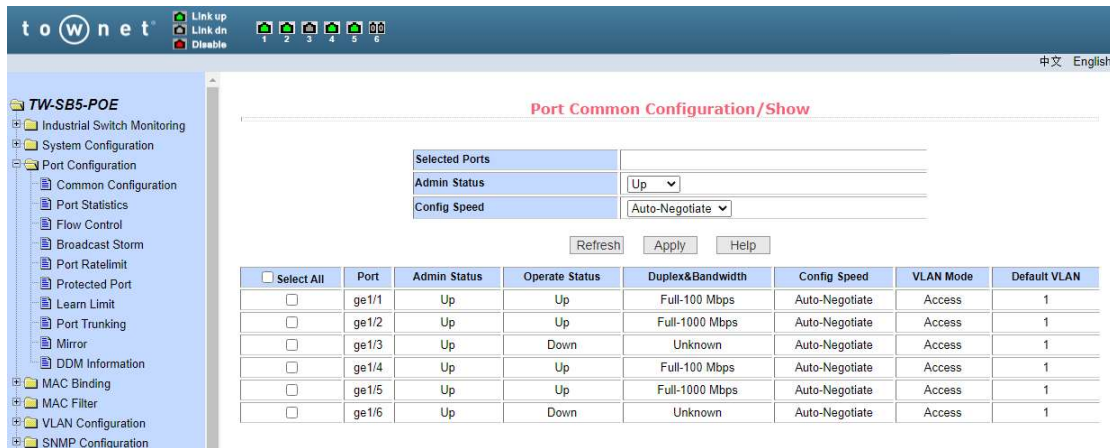 townet
Link up
Link dn
Disable
1 2 3 4 5 6
中文 English
TW-SB5-POE
Industrial Switch Monitoring
System Configuration
Port Configuration
Common Configuration
Port Statistics
Flow Control
Broadcast Storm
Port Ratelimit
Protected Port
Learn Limit
Port Trunking
Mirror
DDM Information
MAC Binding
MAC Filter
VLAN Configuration
SNMP Configuration
Port Common Configuration/Show
Selected Ports
Admin Status Up
Config Speed Auto-Negotiate
Refresh Apply Help
Select All Port Admin Status Operate Status Duplex&Bandwidth Config Speed VLAN Mode Default VLAN
ge1/1 Up Up Full-100 Mbps Auto-Negotiate Access 1
ge1/2 Up Up Full-1000 Mbps Auto-Negotiate Access 1
ge1/3 Up Down Unknown Auto-Negotiate Access 1
ge1/4 Up Up Full-100 Mbps Auto-Negotiate Access 1
ge1/5 Up Up Full-1000 Mbps Auto-Negotiate Access 1
ge1/6 Up Down Unknown Auto-Negotiate Access 1